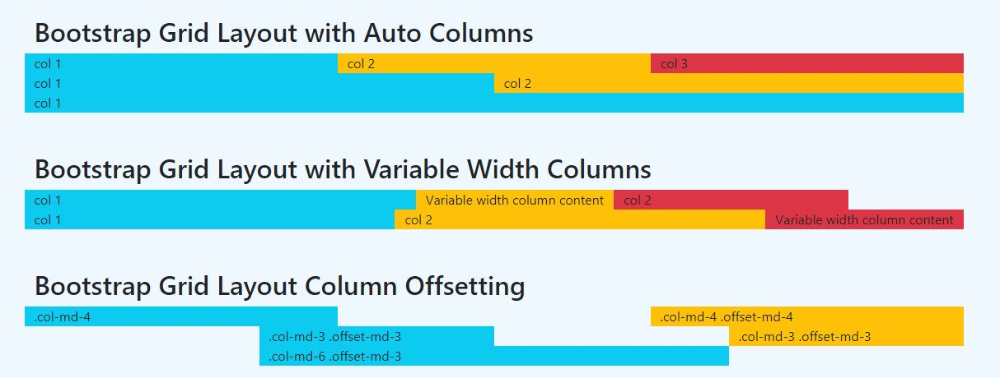 Bootstrap Grid Layout with Auto Columns
col 1 col 2 col 3
col 1 col 2
col 1
Bootstrap Grid Layout with Variable Width Columns
col 1 Variable width column content col 2
col 1 col 2 Variable width column content
Bootstrap Grid Layout Column Offsetting
.col-md-4 .col-md-4 .offset-md-4
.col-md-3 .offset-md-3 .col-md-3 .offset-md-3
.col-md-6 .offset-md-3